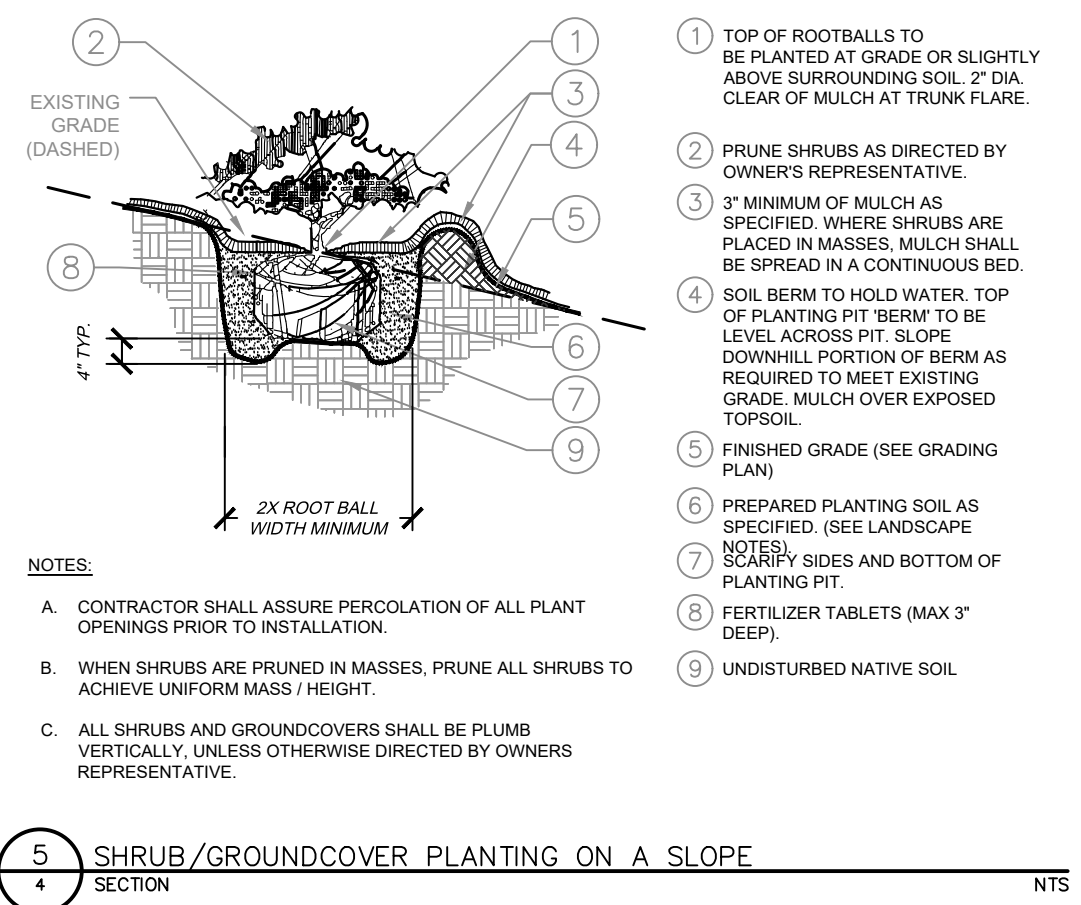 2
1
3
4
5
8
6
7
9
EXISTING
GRADE
(DASHED)
4" TYP.
2X ROOT BALL
WIDTH MINIMUM
1 TOP OF ROOTBALLS TO
BE PLANTED AT GRADE OR SLIGHTLY
ABOVE SURROUNDING SOIL. 2" DIA.
CLEAR OF MULCH AT TRUNK FLARE.
2 PRUNE SHRUBS AS DIRECTED BY
OWNER'S REPRESENTATIVE.
3 3" MINIMUM OF MULCH AS
SPECIFIED. WHERE SHRUBS ARE
PLACED IN MASSES, MULCH SHALL
BE SPREAD IN A CONTINUOUS BED.
4 SOIL BERM TO HOLD WATER. TOP
OF PLANTING PIT 'BERM' TO BE
LEVEL ACROSS PIT. SLOPE
DOWNHILL PORTION OF BERM AS
REQUIRED TO MEET EXISTING
GRADE. MULCH OVER EXPOSED
TOPSOIL.
5 FINISHED GRADE (SEE GRADING
PLAN)
6 PREPARED PLANTING SOIL AS
SPECIFIED. (SEE LANDSCAPE
NOTES).
7 SCARIFY SIDES AND BOTTOM OF
PLANTING PIT.
8 FERTILIZER TABLETS (MAX 3"
DEEP).
9 UNDISTURBED NATIVE SOIL
NOTES:
A. CONTRACTOR SHALL ASSURE PERCOLATION OF ALL PLANT
OPENINGS PRIOR TO INSTALLATION.
B. WHEN SHRUBS ARE PRUNED IN MASSES, PRUNE ALL SHRUBS TO
ACHIEVE UNIFORM MASS / HEIGHT.
C. ALL SHRUBS AND GROUNDCOVERS SHALL BE PLUMB
VERTICALLY, UNLESS OTHERWISE DIRECTED BY OWNERS
REPRESENTATIVE.
5 SHRUB/GROUNDCOVER PLANTING ON A SLOPE
4 SECTION NTS